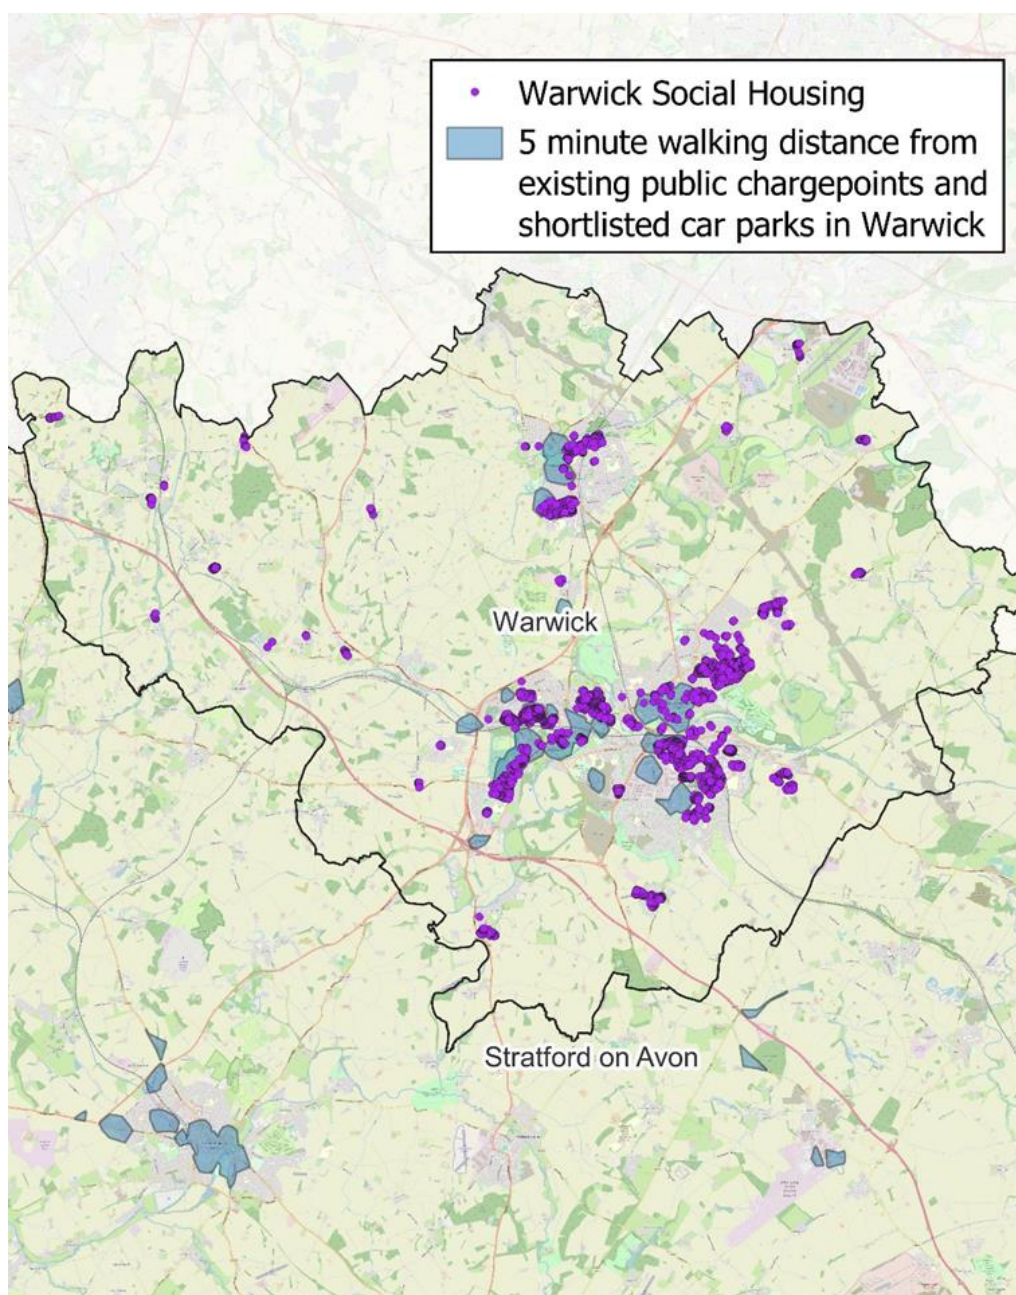 Warwick Social Housing
5 minute walking distance from
existing public chargepoints and
shortlisted car parks in Warwick
Warwick
Stratford on Avon